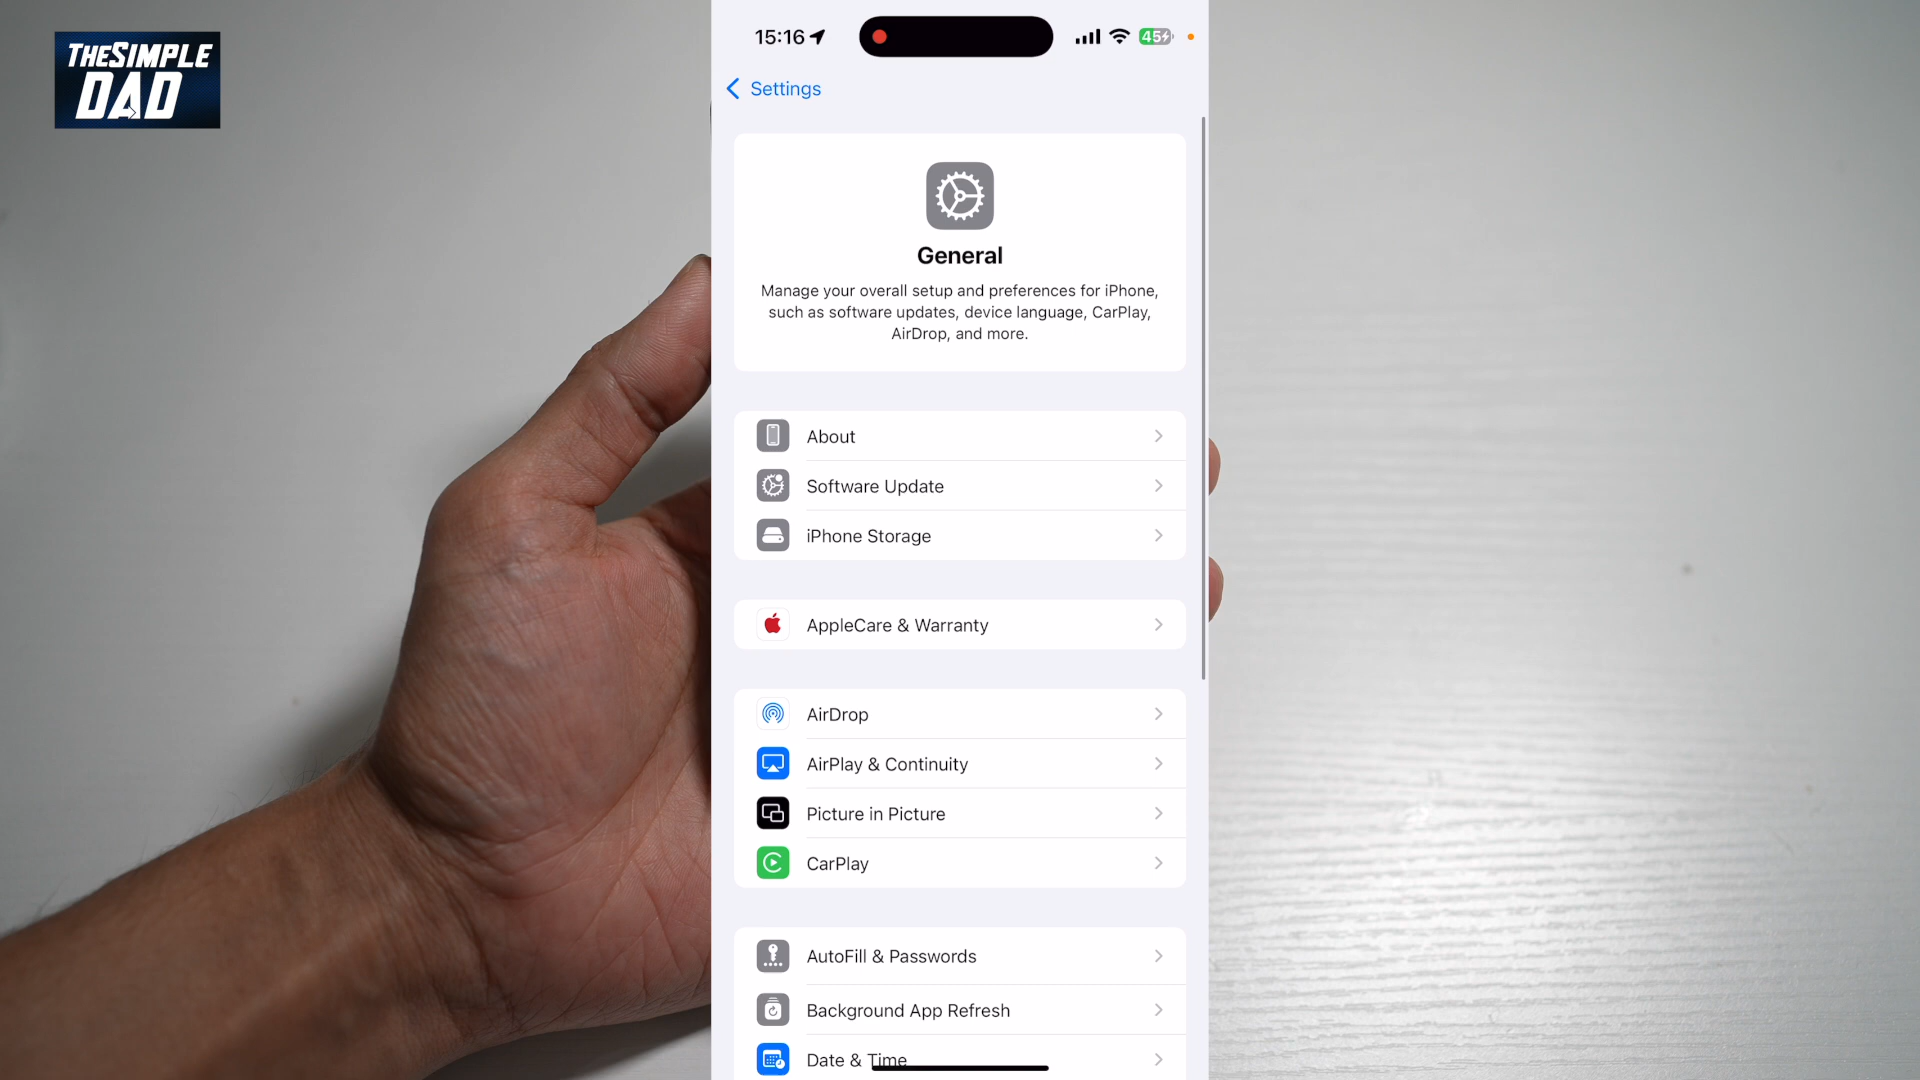 THESIMPLE
DAD
15:16
45
Settings
General
Manage your overall setup and preferences for iPhone,
such as software updates, device language, CarPlay,
AirDrop, and more.
About
Software Update
iPhone Storage
AppleCare & Warranty
AirDrop
AirPlay & Continuity
Picture in Picture
CarPlay
AutoFill & Passwords
Background App Refresh
Date & Time